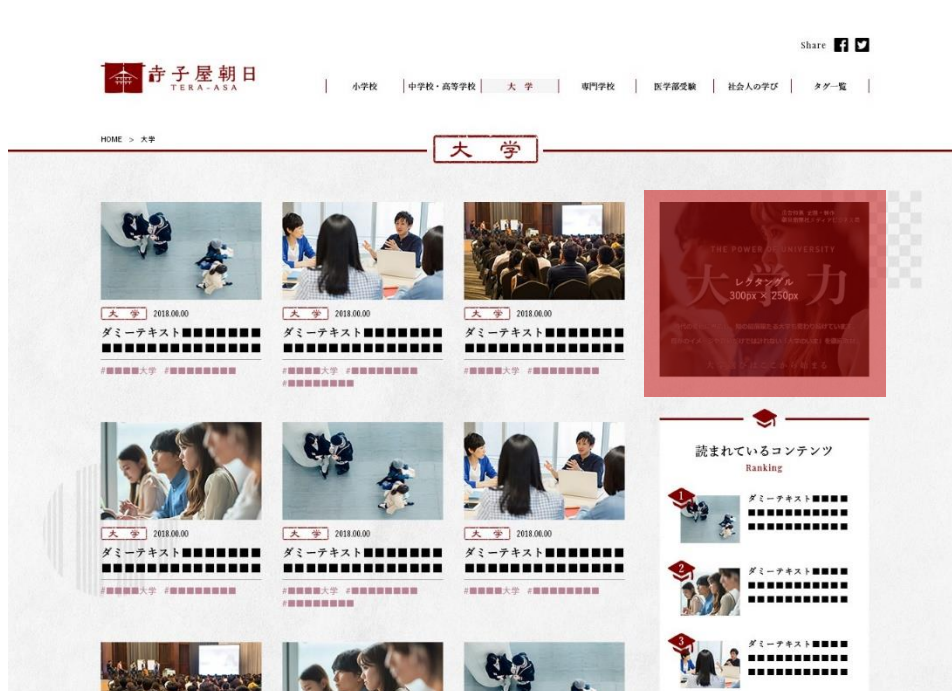 Share
寺子屋朝日
TERA-ASA
小学校
中学校・高等学校
大 学
専門学校
医学部受験
社会人の学び
タグ一覧
HOME > 大学
大 学
大 学 2018.00.00
ダミーテキスト■■■■■■■
■■■■■■■■■■■■■
#■■■■大学 #■■■■■■■■
大 学 2018.00.00
ダミーテキスト■■■■■■■
■■■■■■■■■■■■■
#■■■■大学 #■■■■■■■■
#■■■■■■■■
大 学 2018.00.00
ダミーテキスト■■■■■■■
■■■■■■■■■■■■■
#■■■■大学 #■■■■■■■■
THE POWER OF UNIVERSITY
大学力
レクタングル
300px × 250px
大 学 2018.00.00
ダミーテキスト■■■■■■■
■■■■■■■■■■■■■
#■■■■大学 #■■■■■■■■
大 学 2018.00.00
ダミーテキスト■■■■■■■
■■■■■■■■■■■■■
#■■■■大学 #■■■■■■■■
#■■■■■■■■
大 学 2018.00.00
ダミーテキスト■■■■■■■
■■■■■■■■■■■■■
#■■■■大学 #■■■■■■■■
読まれているコンテンツ
Ranking
1
ダミーテキスト■■■■
■■■■■■■■■■■
■■■■■■■■■■■
2
ダミーテキスト■■■■
■■■■■■■■■■■
■■■■■■■■■■■
3
ダミーテキスト■■■■
■■■■■■■■■■■
■■■■■■■■■■■